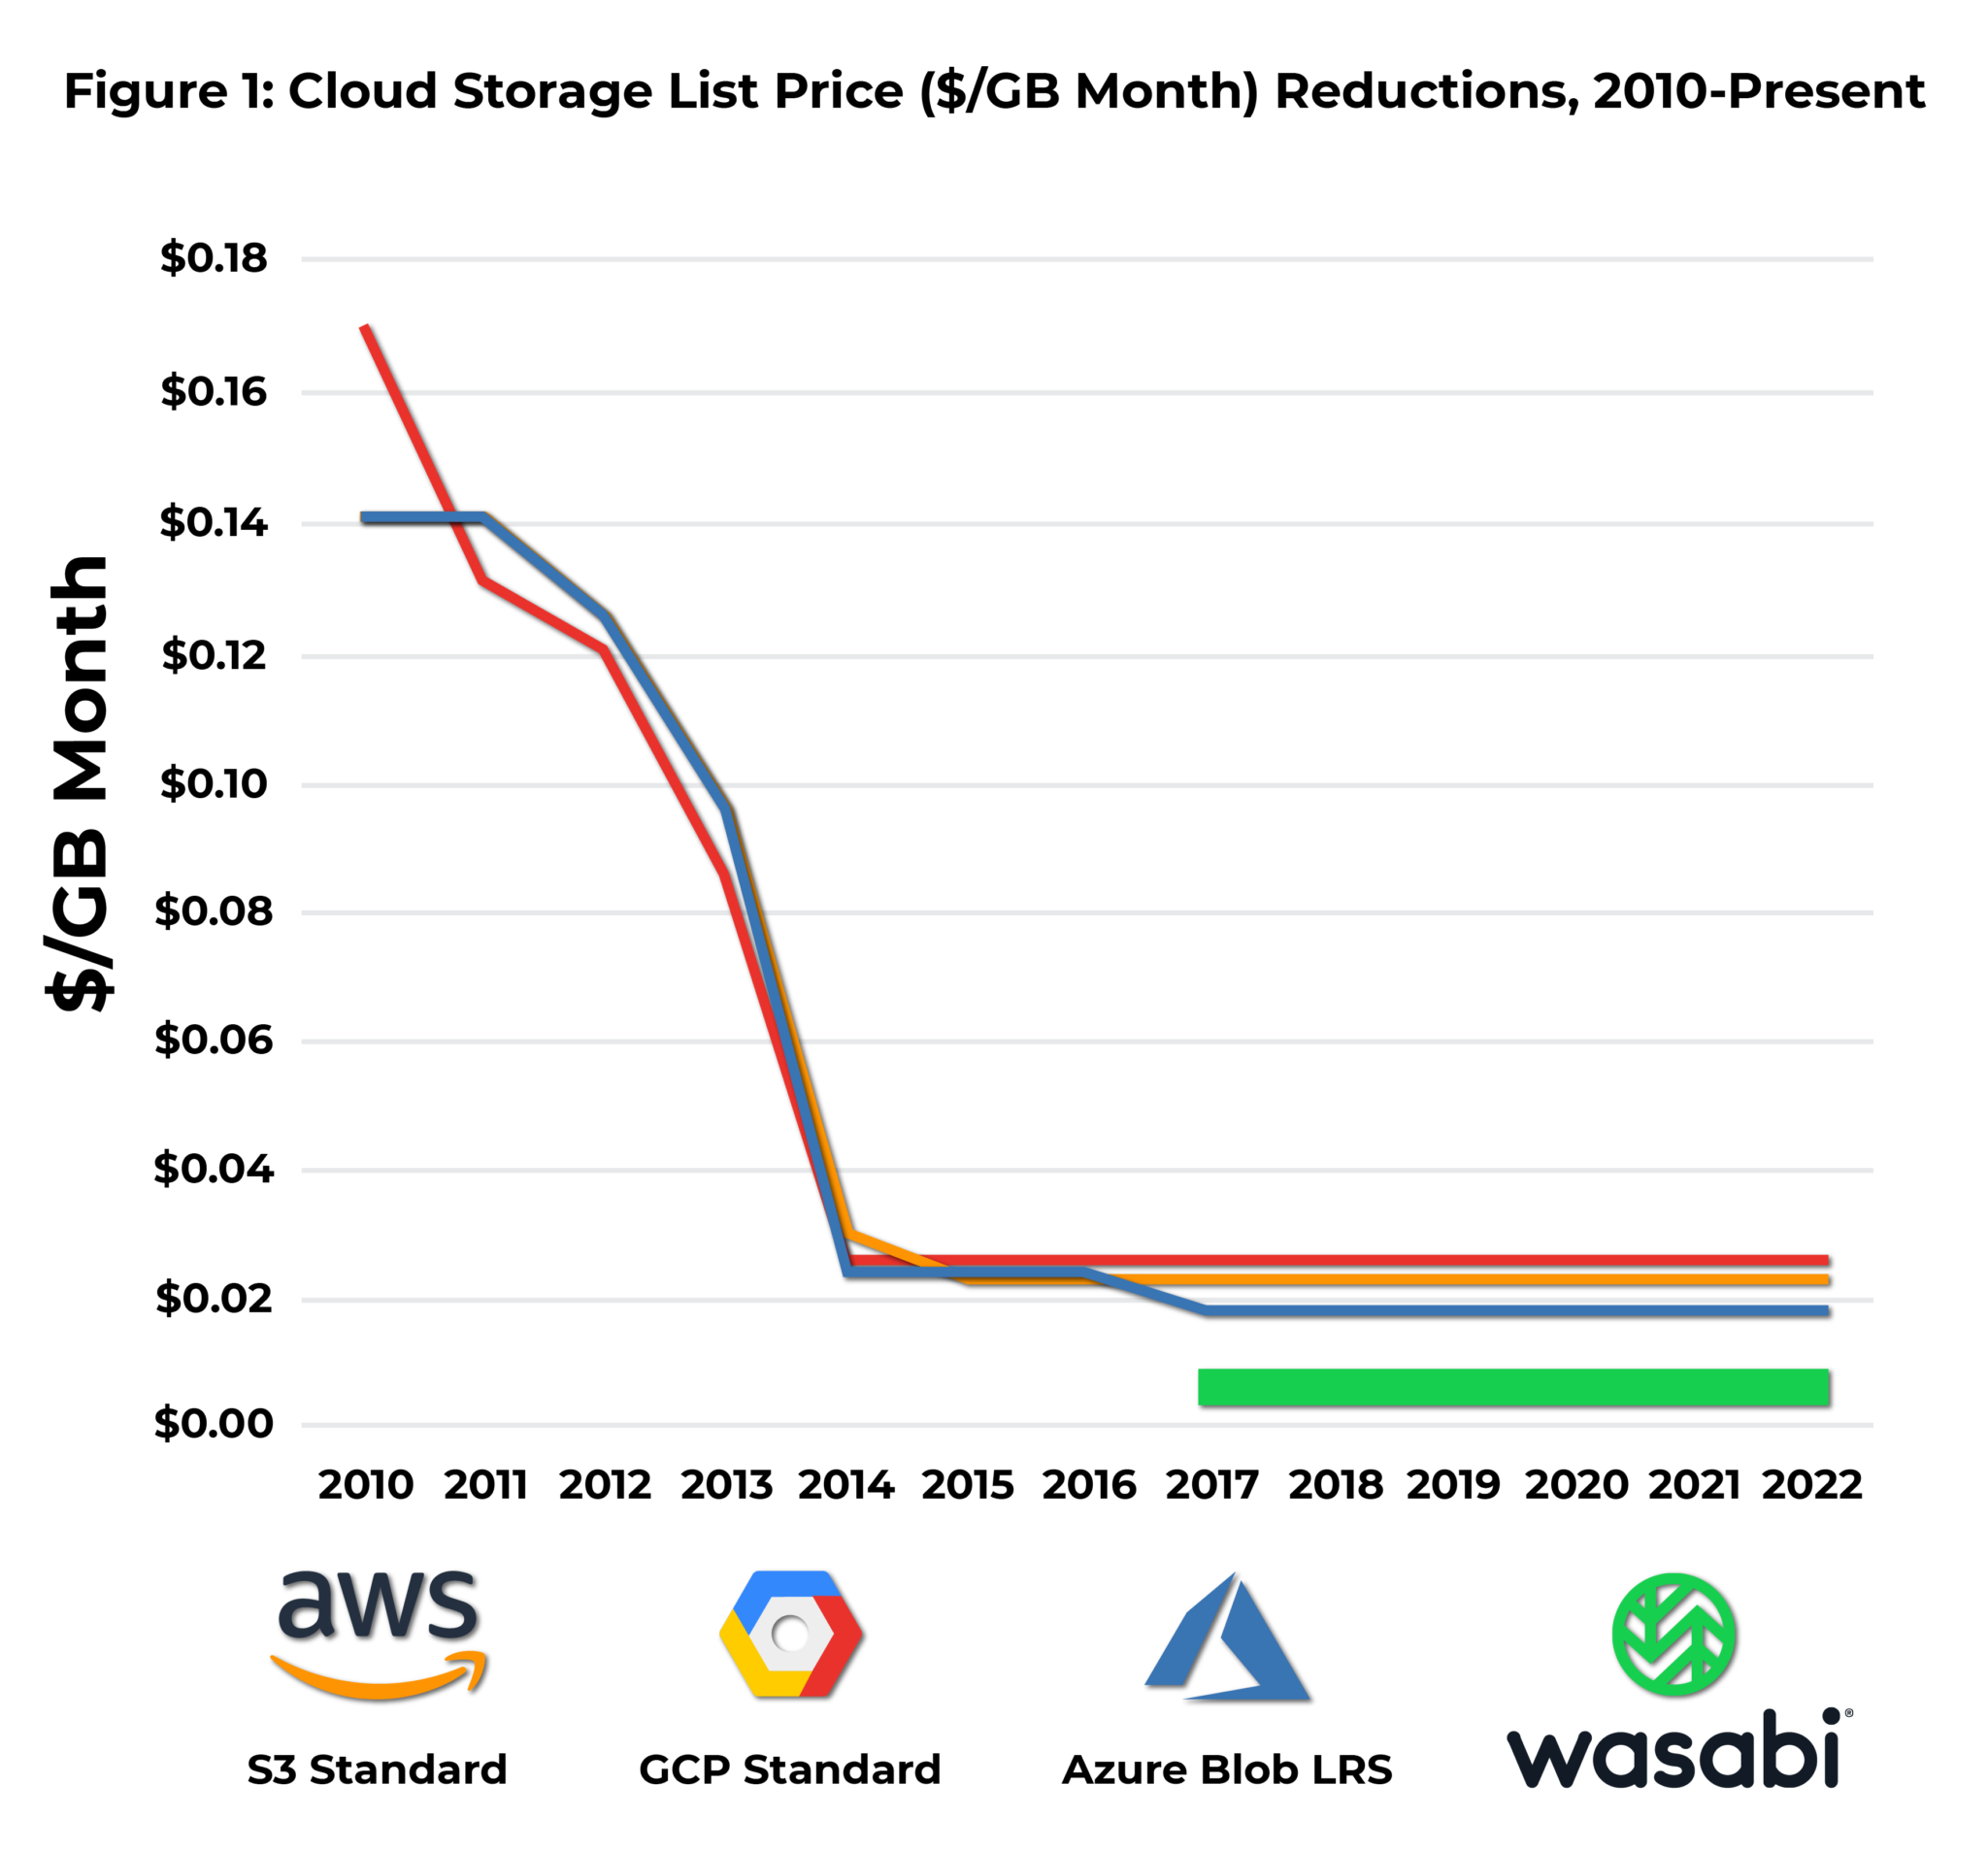 Figure 1: Cloud Storage List Price ($/GB Month) Reductions, 2010-Present
$/GB Month
$0.18
$0.16
$0.14
$0.12
$0.10
$0.08
$0.06
$0.04
$0.02
$0.00
2010 2011 2012 2013 2014 2015 2016 2017 2018 2019 2020 2021 2022
aws
wasabi®
S3 Standard GCP Standard Azure Blob LRS